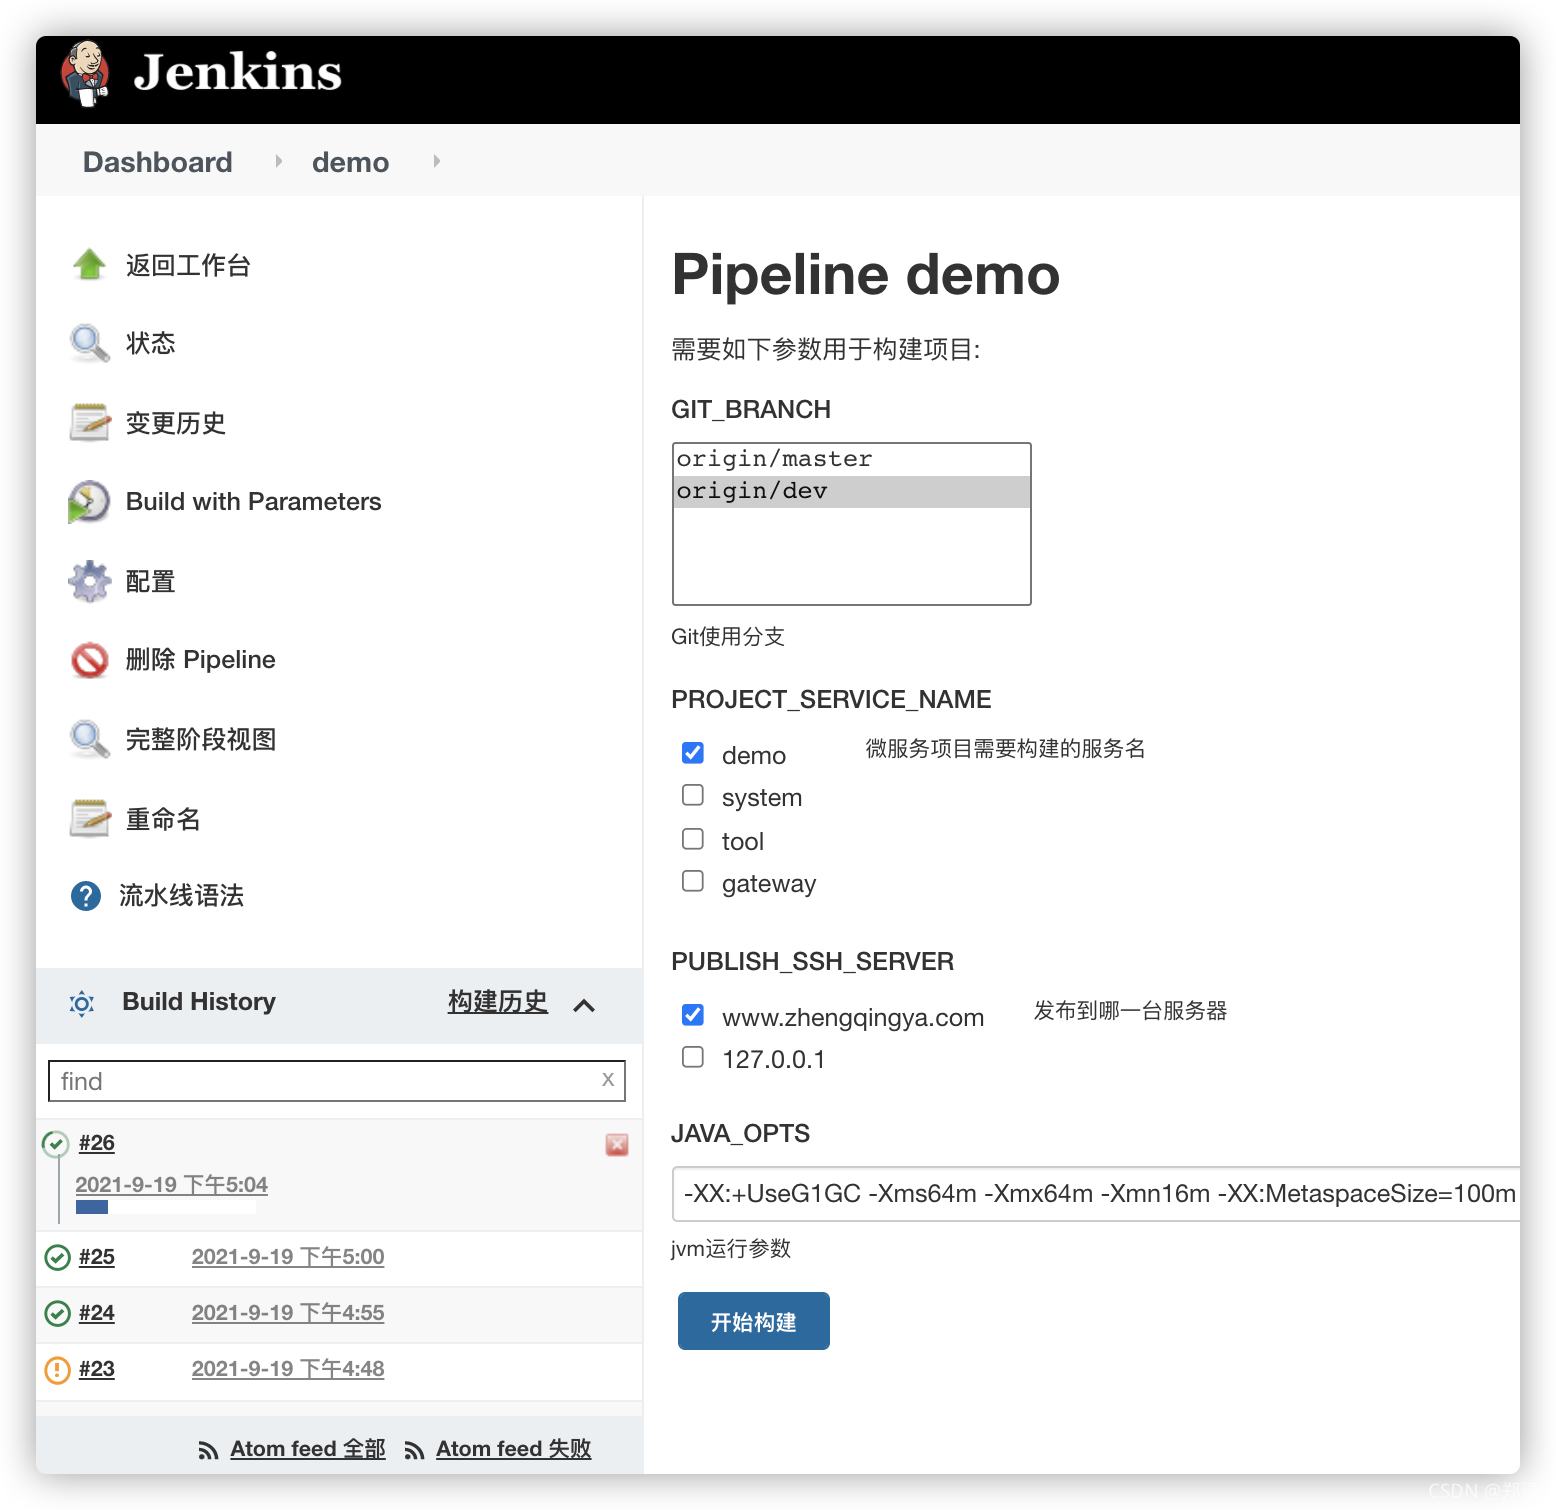 Jenkins
Dashboard
demo
返回工作台
状态
变更历史
Build with Parameters
配置
删除 Pipeline
完整阶段视图
重命名
流水线语法
Build History
构建历史
find
x
#26
2021-9-19 下午5:04
#25
2021-9-19 下午5:00
#24
2021-9-19 下午4:55
#23
2021-9-19 下午4:48
Atom feed 全部
Atom feed 失败
Pipeline demo
需要如下参数用于构建项目:
GIT_BRANCH
origin/master
origin/dev
Git使用分支
PROJECT_SERVICE_NAME
demo
微服务项目需要构建的服务名
system
tool
gateway
PUBLISH_SSH_SERVER
www.zhengqingya.com
发布到哪一台服务器
127.0.0.1
JAVA_OPTS
-XX:+UseG1GC -Xms64m -Xmx64m -Xmn16m -XX:MetaspaceSize=100m
jvm运行参数
开始构建
CSDN @郑